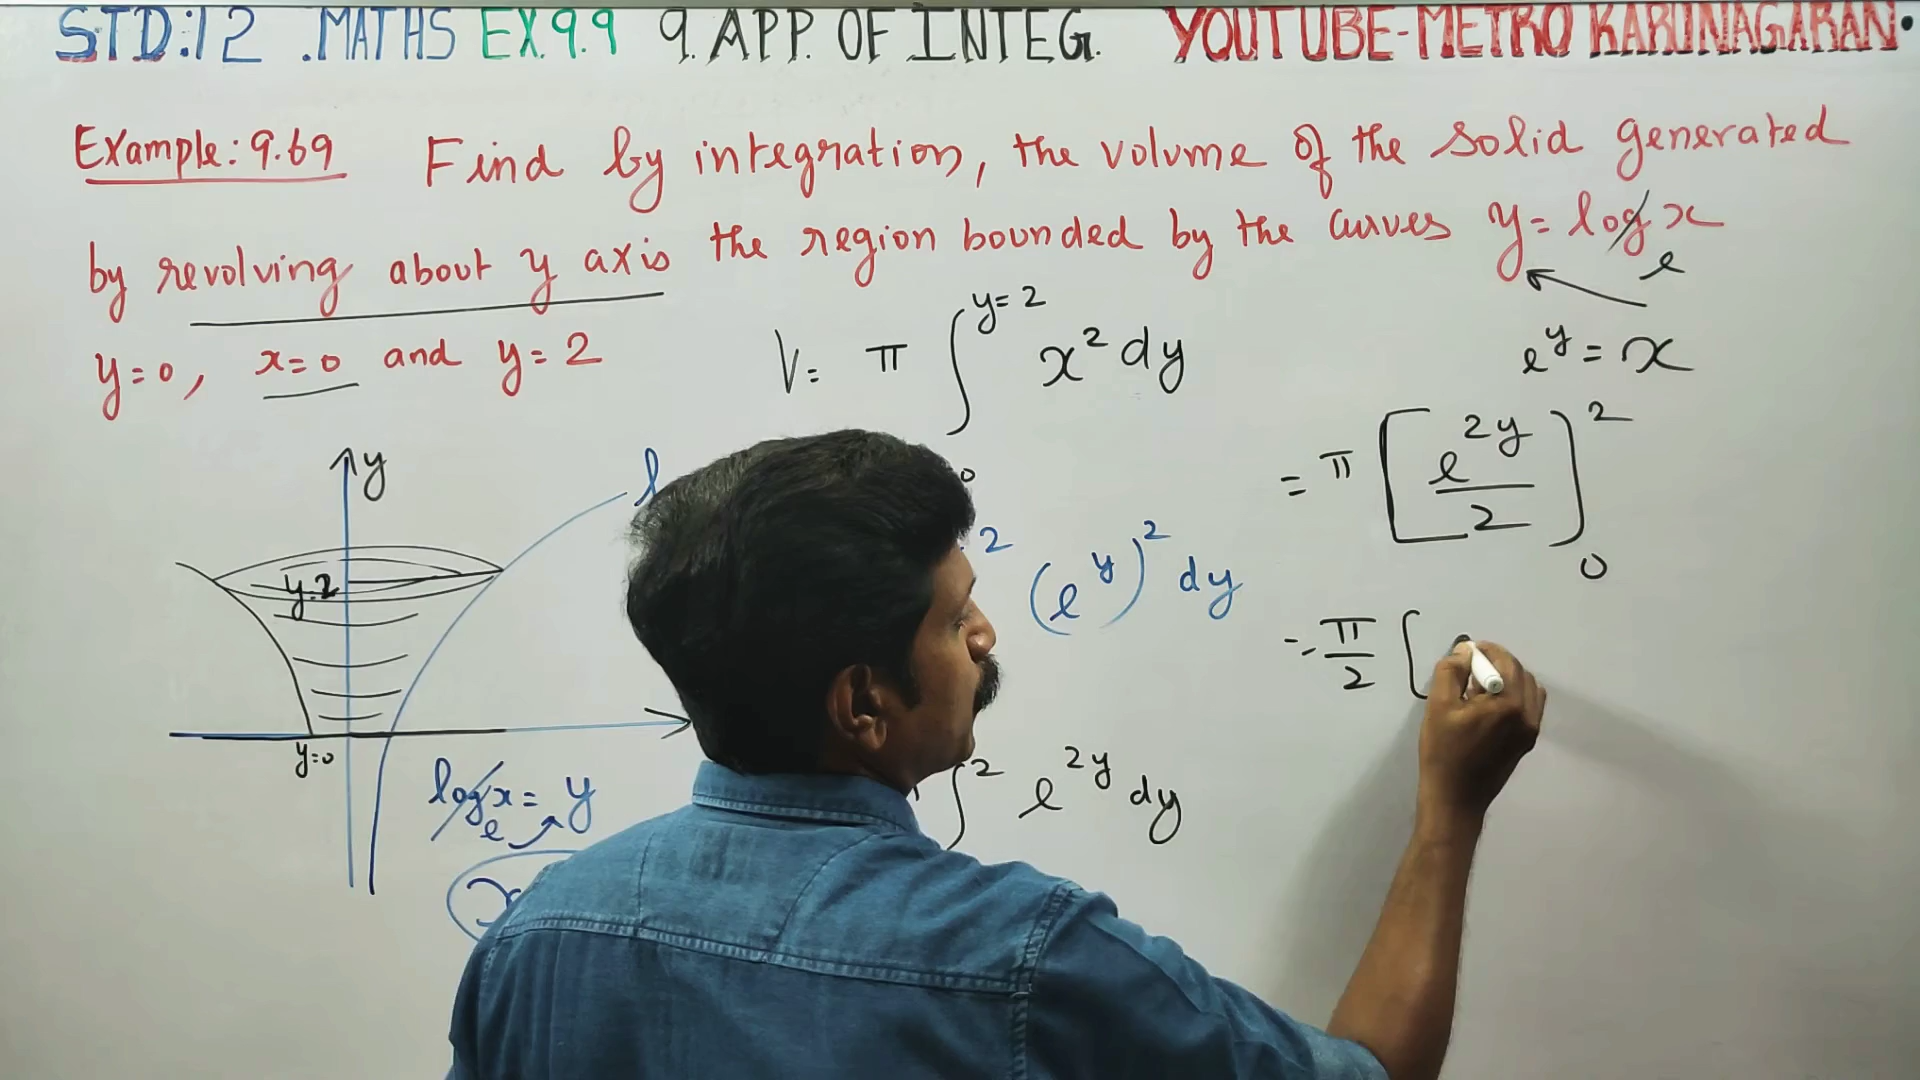 STD:12 .MATHS EX.9.9 9. APP. OF INTEG. YOUTUBE-METRO KARUNAGARAN.
Example: 9.69 Find by integration, the volume of the solid generated
by revolving about y axis the region bounded by the curves y = log x
e
y=0, x=0 and y=2
V = π ∫ y=2 x² dy
0
e^y = x
y
y=2
y=0
log x = y
e
2 (e^y)² dy
∫ 2 e^2y dy
= π [e^2y / 2] 2 0
= π/2 [